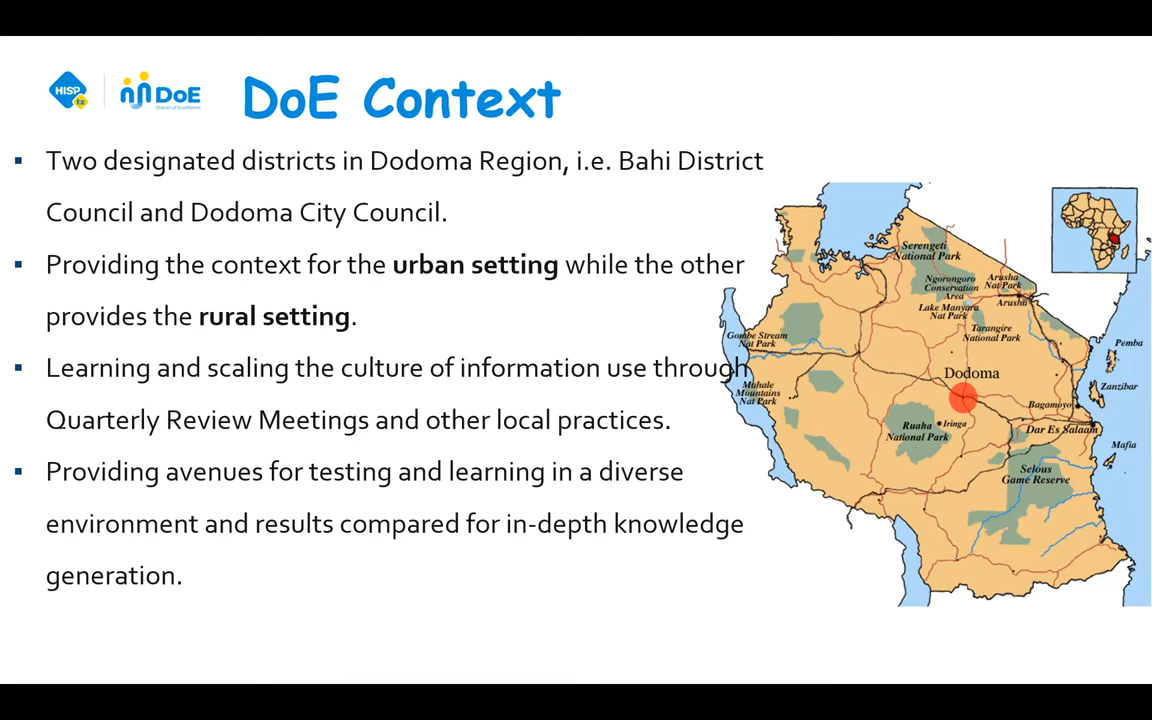 HISP
tz
DoE
District of Excellence
DoE Context
▪ Two designated districts in Dodoma Region, i.e. Bahi District
Council and Dodoma City Council.
▪ Providing the context for the urban setting while the other
provides the rural setting.
▪ Learning and scaling the culture of information use through
Quarterly Review Meetings and other local practices.
▪ Providing avenues for testing and learning in a diverse
environment and results compared for in-depth knowledge
generation.
Serengeti
National Park
Ngorongoro
Conservation
Area
Arusha
Nat Park
Arusha
Lake Manyara
Nat Park
Tarangire
National Park
Gombe Stream
Nat Park
Pemba
Dodoma
Muhale
Mountains
Nat Park
Zanzibar
Bagamoyo
Ruaha
National Park
Iringa
Dar Es Salaam
Mafia
Selous
Game Reserve